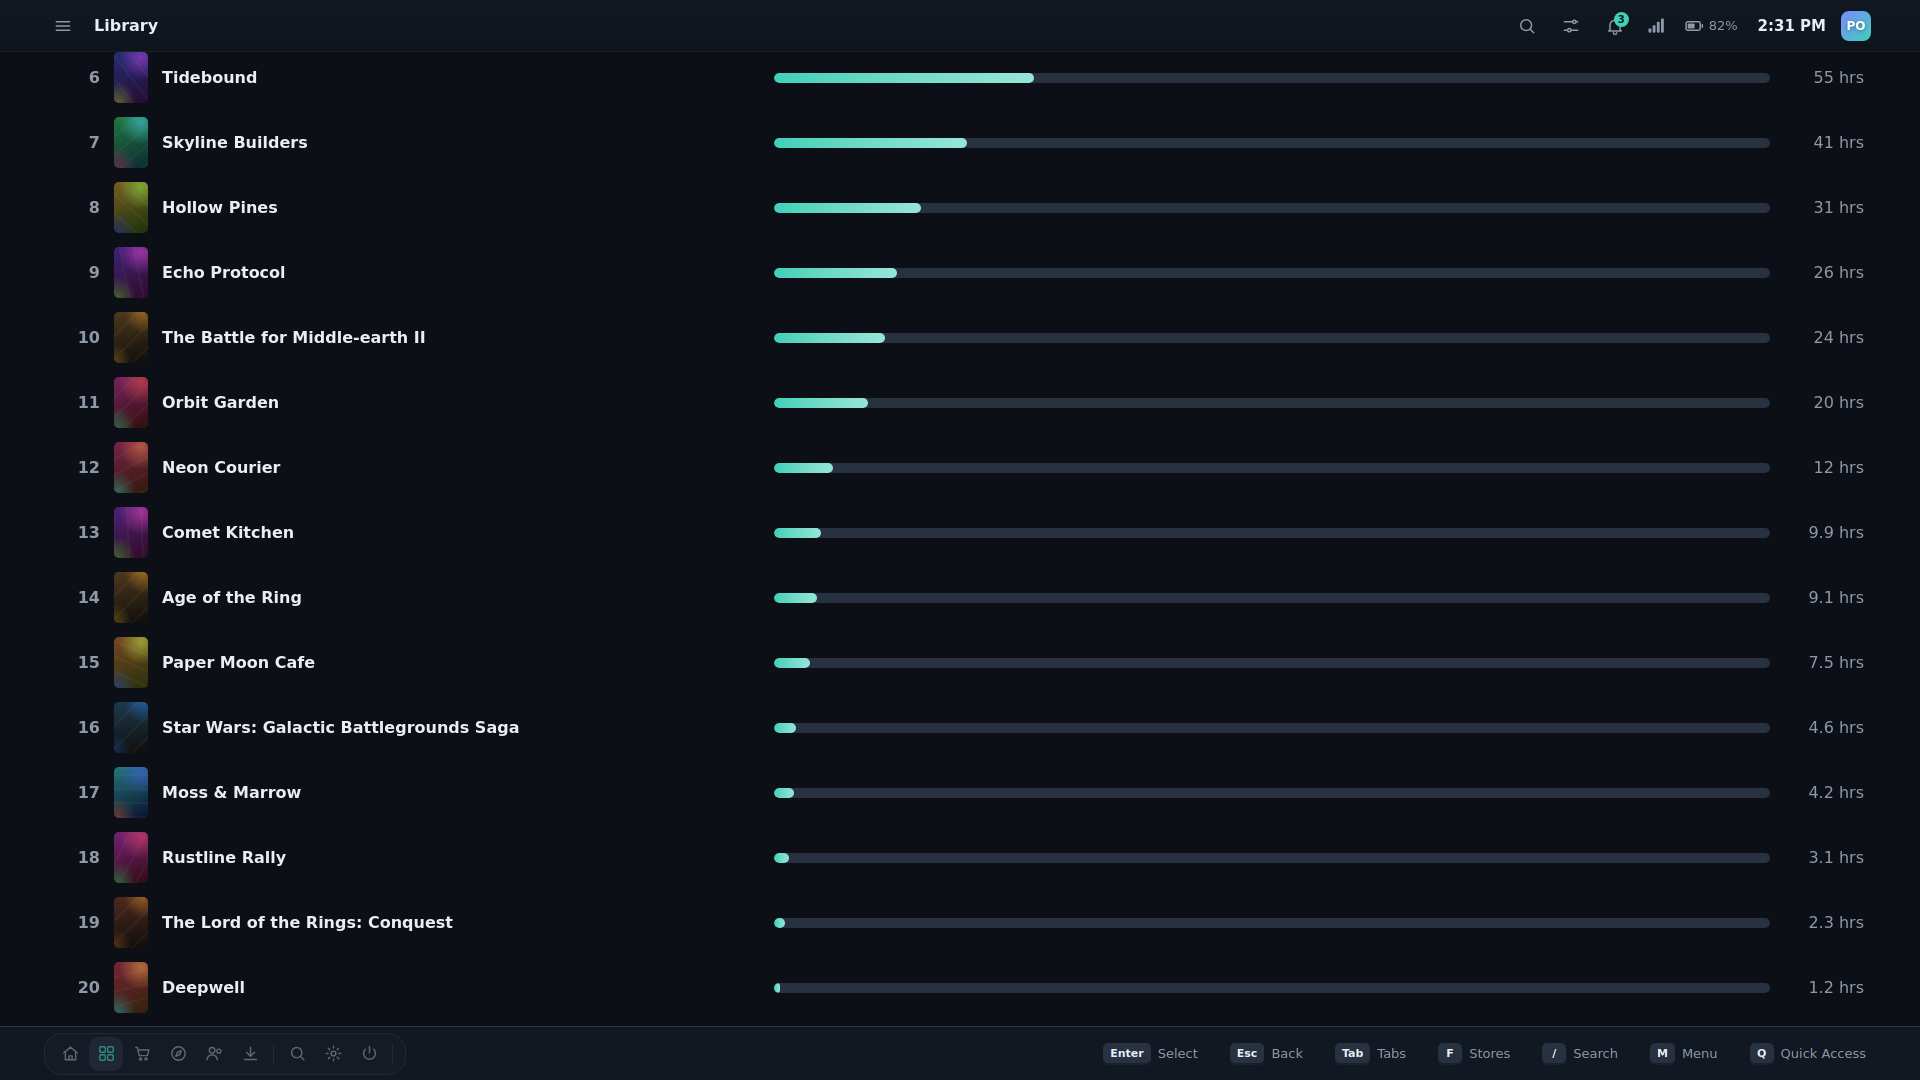 Library 3 82% 2:31 PM PO
6 Tidebound 55 hrs
7 Skyline Builders 41 hrs
8 Hollow Pines 31 hrs
9 Echo Protocol 26 hrs
10 The Battle for Middle-earth II 24 hrs
11 Orbit Garden 20 hrs
12 Neon Courier 12 hrs
13 Comet Kitchen 9.9 hrs
14 Age of the Ring 9.1 hrs
15 Paper Moon Cafe 7.5 hrs
16 Star Wars: Galactic Battlegrounds Saga 4.6 hrs
17 Moss & Marrow 4.2 hrs
18 Rustline Rally 3.1 hrs
19 The Lord of the Rings: Conquest 2.3 hrs
20 Deepwell 1.2 hrs
Enter Select Esc Back Tab Tabs F Stores / Search M Menu Q Quick Access